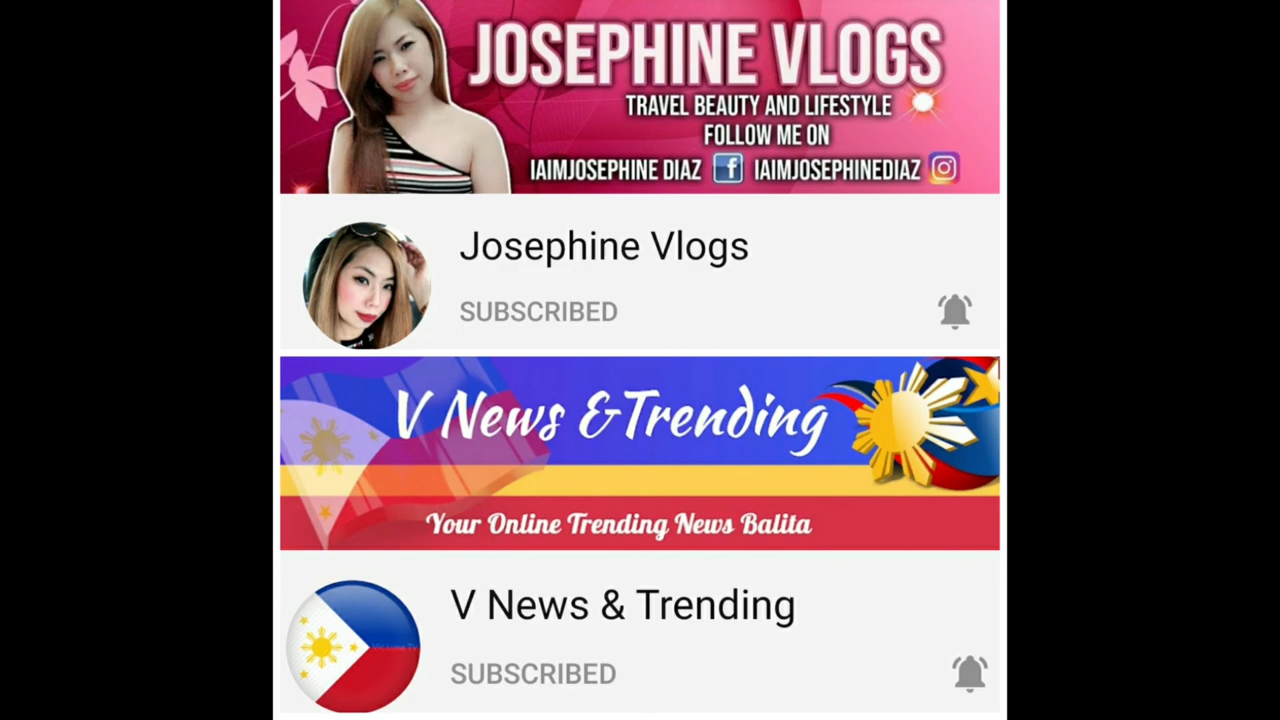 JOSEPHINE VLOGS
TRAVEL BEAUTY AND LIFESTYLE
FOLLOW ME ON
IAIMJOSEPHINE DIAZ f IAIMJOSEPHINEDIAZ
Josephine Vlogs
SUBSCRIBED
V News &Trending
Your Online Trending News Balita
V News & Trending
SUBSCRIBED